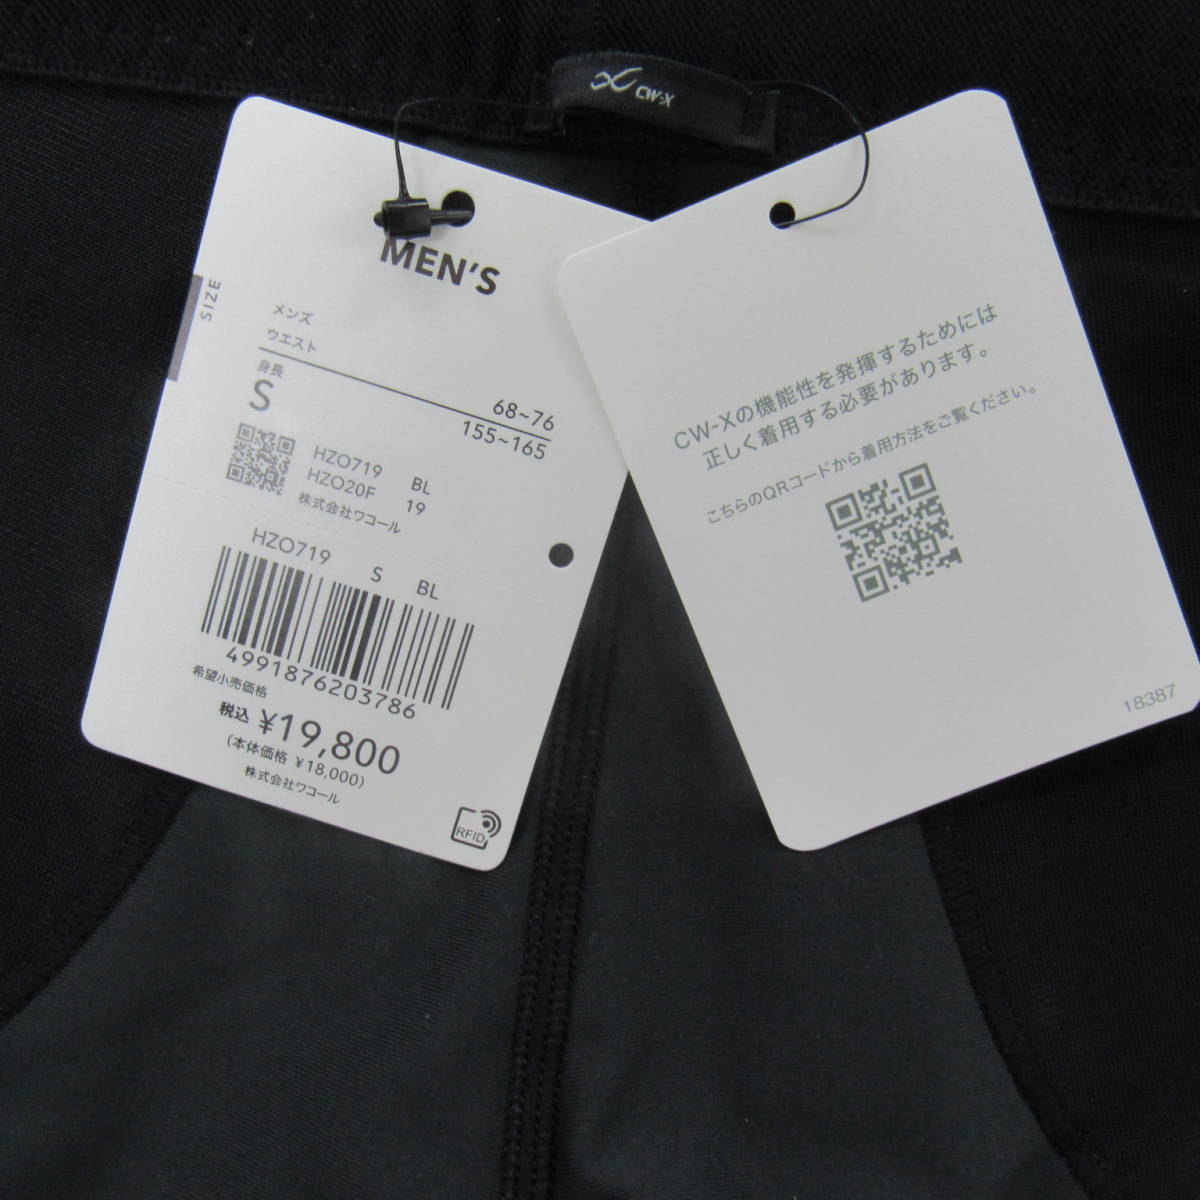 CW-X
MEN'S
SIZE
メンズ
ウエスト 68~76
身長 155~165
S
HZO719 BL
HZO20F 19
株式会社ワコール
HZO719 S BL
4991876203786
希望小売価格
税込 ¥19,800
(本体価格 ¥18,000)
株式会社ワコール
RFID
CW-Xの機能性を発揮するためには
正しく着用する必要があります。
こちらのQRコードから着用方法をご覧ください。
18387